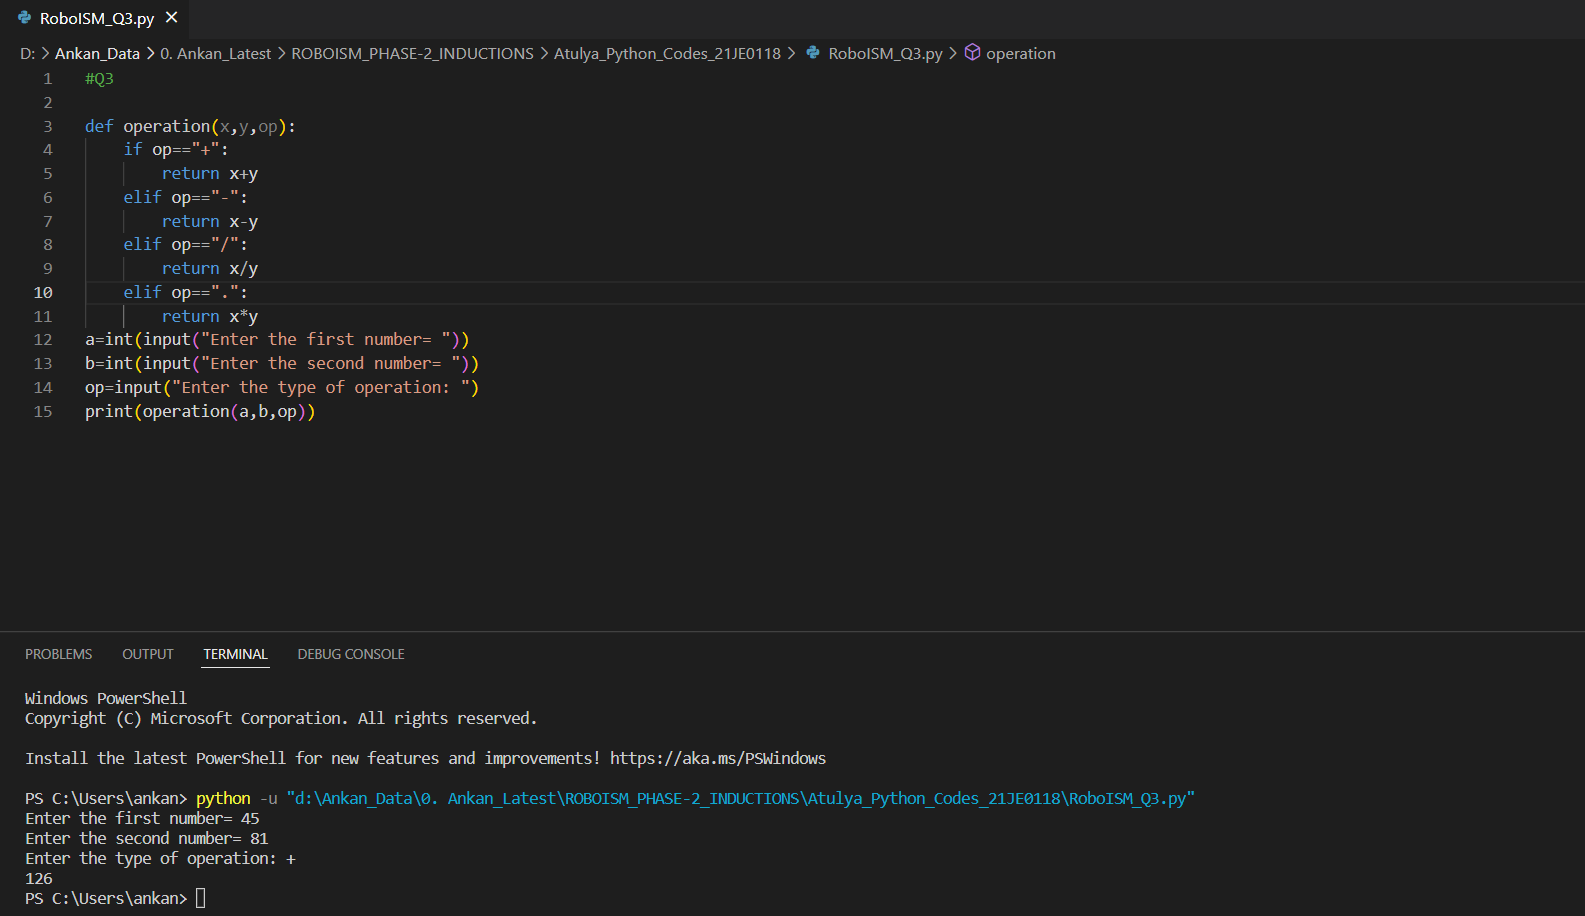 RoboISM_Q3.py ×
D: > Ankan_Data > 0. Ankan_Latest > ROBOISM_PHASE-2_INDUCTIONS > Atulya_Python_Codes_21JE0118 > RoboISM_Q3.py > operation
1 #Q3
2
3 def operation(x,y,op):
4     if op=="+":
5         return x+y
6     elif op=="-":
7         return x-y
8     elif op=="/":
9         return x/y
10     elif op==".":
11         return x*y
12 a=int(input("Enter the first number= "))
13 b=int(input("Enter the second number= "))
14 op=input("Enter the type of operation: ")
15 print(operation(a,b,op))
PROBLEMS OUTPUT TERMINAL DEBUG CONSOLE
Windows PowerShell
Copyright (C) Microsoft Corporation. All rights reserved.
Install the latest PowerShell for new features and improvements! https://aka.ms/PSWindows
PS C:\Users\ankan> python -u "d:\Ankan_Data\0. Ankan_Latest\ROBOISM_PHASE-2_INDUCTIONS\Atulya_Python_Codes_21JE0118\RoboISM_Q3.py"
Enter the first number= 45
Enter the second number= 81
Enter the type of operation: +
126
PS C:\Users\ankan>